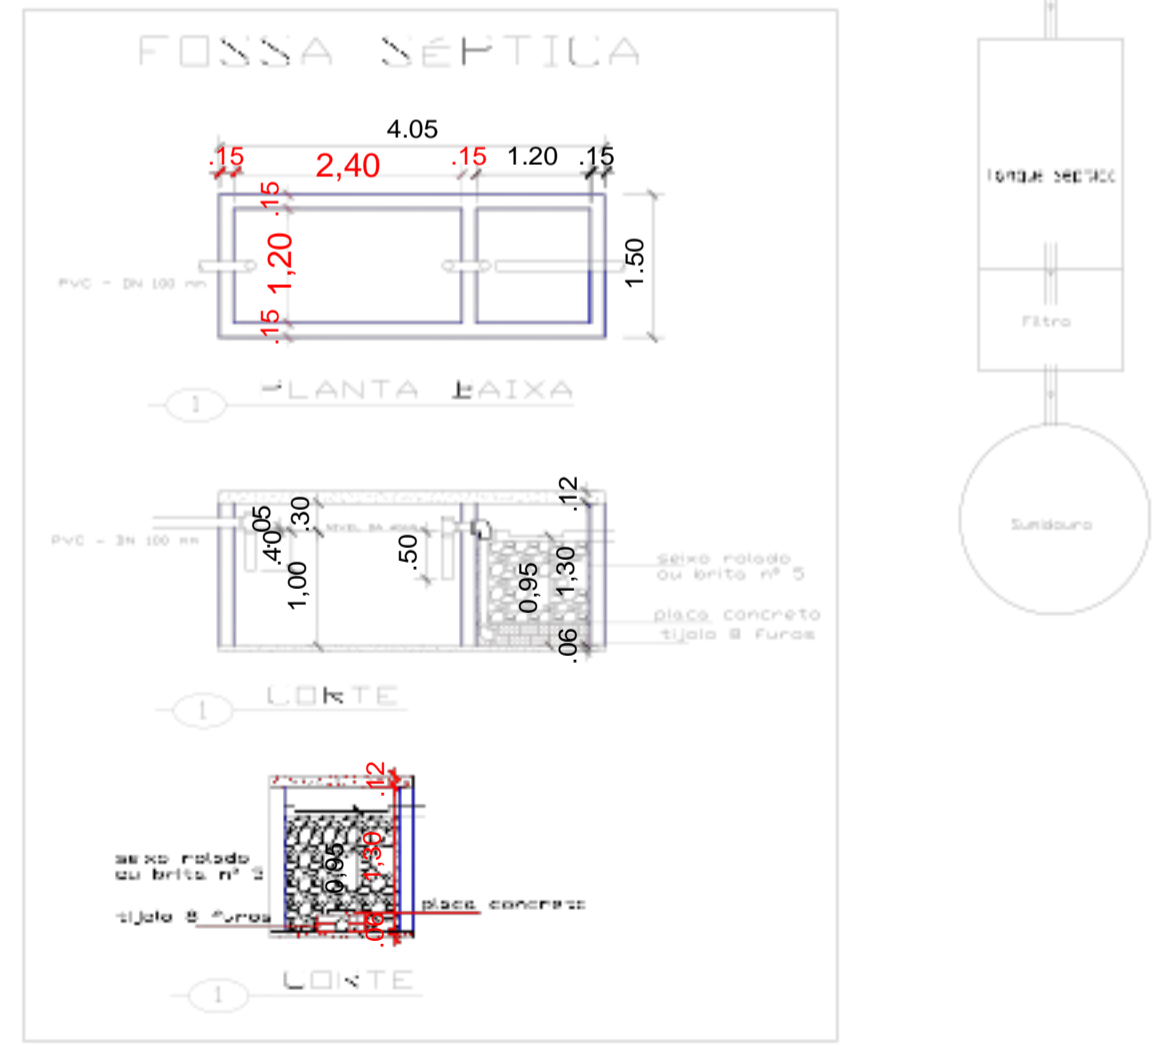 FOSSA SÉPTICA
4.05
.15 2,40 .15 1.20 .15
.15
1,20
.15
1.50
PVC - DN 100 mm
PLANTA BAIXA
1
.12
.30
.05
.40
NIVEL DA AGUA
.50
1,00
0,95
1,30
.06
PVC - DN 100 mm
seixo rolado
ou brita nº 5
placa concreto
tijolo 8 furos
CORTE
1
.12
0,95
1,30
.06
seixo rolado
ou brita nº 5
tijolo 8 furos
placa concreto
CORTE
1
Tanque séptico
Filtro
Sumidouro